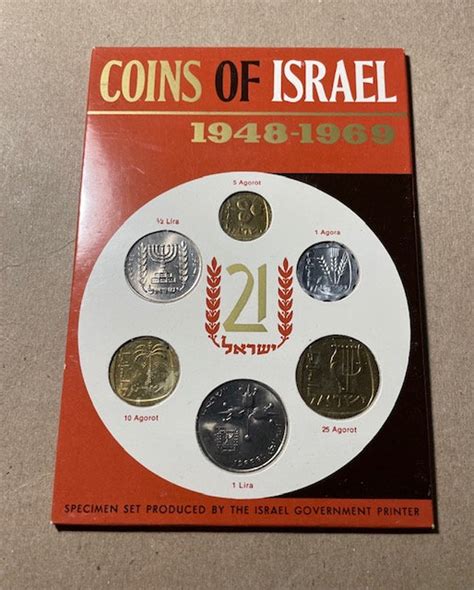 COINS OF ISRAEL
1948-1969
5 Agorot
½ Lira
1 Agora
21
ישראל
10 Agorot
25 Agorot
1 Lira
SPECIMEN SET PRODUCED BY THE ISRAEL GOVERNMENT PRINTER